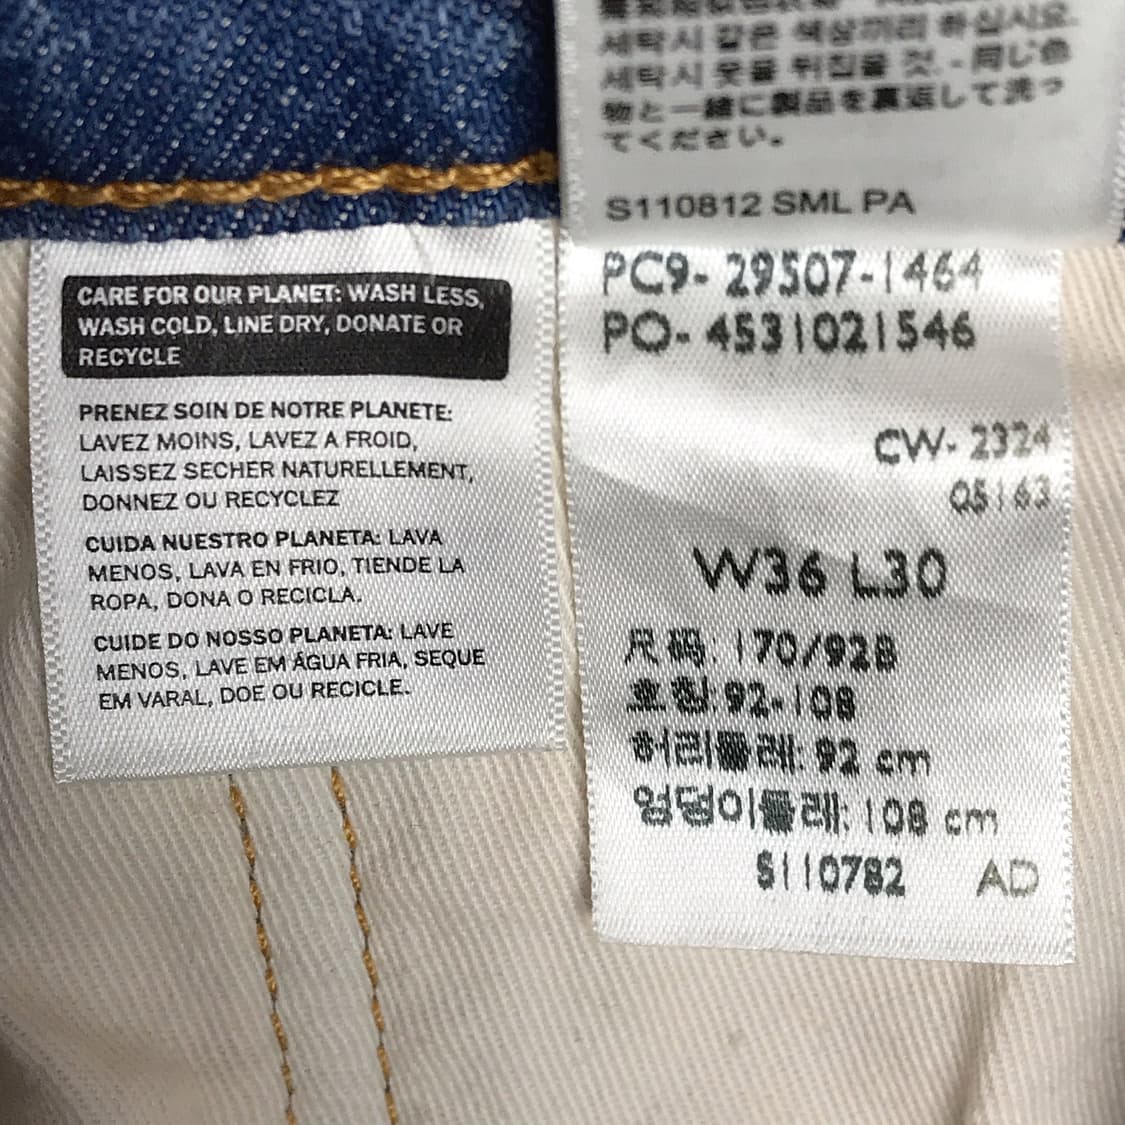 CARE FOR OUR PLANET: WASH LESS,
WASH COLD, LINE DRY, DONATE OR
RECYCLE
PRENEZ SOIN DE NOTRE PLANETE:
LAVEZ MOINS, LAVEZ A FROID,
LAISSEZ SECHER NATURELLEMENT,
DONNEZ OU RECYCLEZ
CUIDA NUESTRO PLANETA: LAVA
MENOS, LAVA EN FRIO, TIENDE LA
ROPA, DONA O RECICLA.
CUIDE DO NOSSO PLANETA: LAVE
MENOS, LAVE EM ÁGUA FRIA, SEQUE
EM VARAL, DOE OU RECICLE.
세탁시 같은 색상끼리 하십시오.
세탁시 옷을 뒤집을 것. - 同じ色
物と一緒に製品を裏返して洗っ
てください。
S110812 SML PA
PC9- 29507-1464
PO- 4531021546
CW- 2324
05163
W36 L30
尺码: 170/92B
호칭: 92-108
허리둘레: 92 cm
엉덩이둘레: 108 cm
S110782 AD